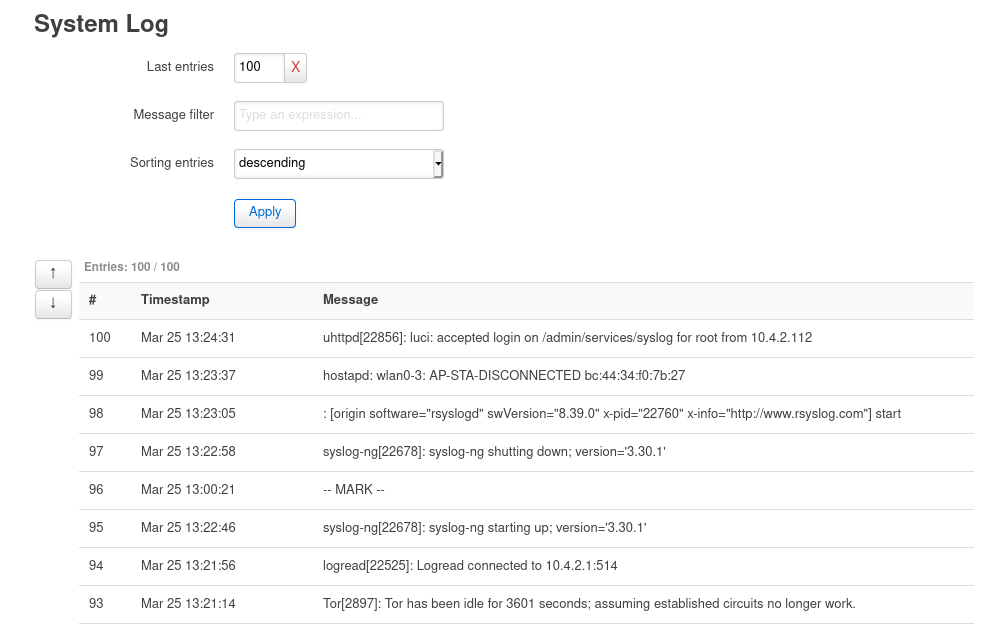 System Log
Last entries 100 X
Message filter Type an expression...
Sorting entries descending
Apply
↑ Entries: 100 / 100
↓ # Timestamp Message
100 Mar 25 13:24:31 uhttpd[22856]: luci: accepted login on /admin/services/syslog for root from 10.4.2.112
99 Mar 25 13:23:37 hostapd: wlan0-3: AP-STA-DISCONNECTED bc:44:34:f0:7b:27
98 Mar 25 13:23:05 : [origin software="rsyslogd" swVersion="8.39.0" x-pid="22760" x-info="http://www.rsyslog.com"] start
97 Mar 25 13:22:58 syslog-ng[22678]: syslog-ng shutting down; version='3.30.1'
96 Mar 25 13:00:21 -- MARK --
95 Mar 25 13:22:46 syslog-ng[22678]: syslog-ng starting up; version='3.30.1'
94 Mar 25 13:21:56 logread[22525]: Logread connected to 10.4.2.1:514
93 Mar 25 13:21:14 Tor[2897]: Tor has been idle for 3601 seconds; assuming established circuits no longer work.